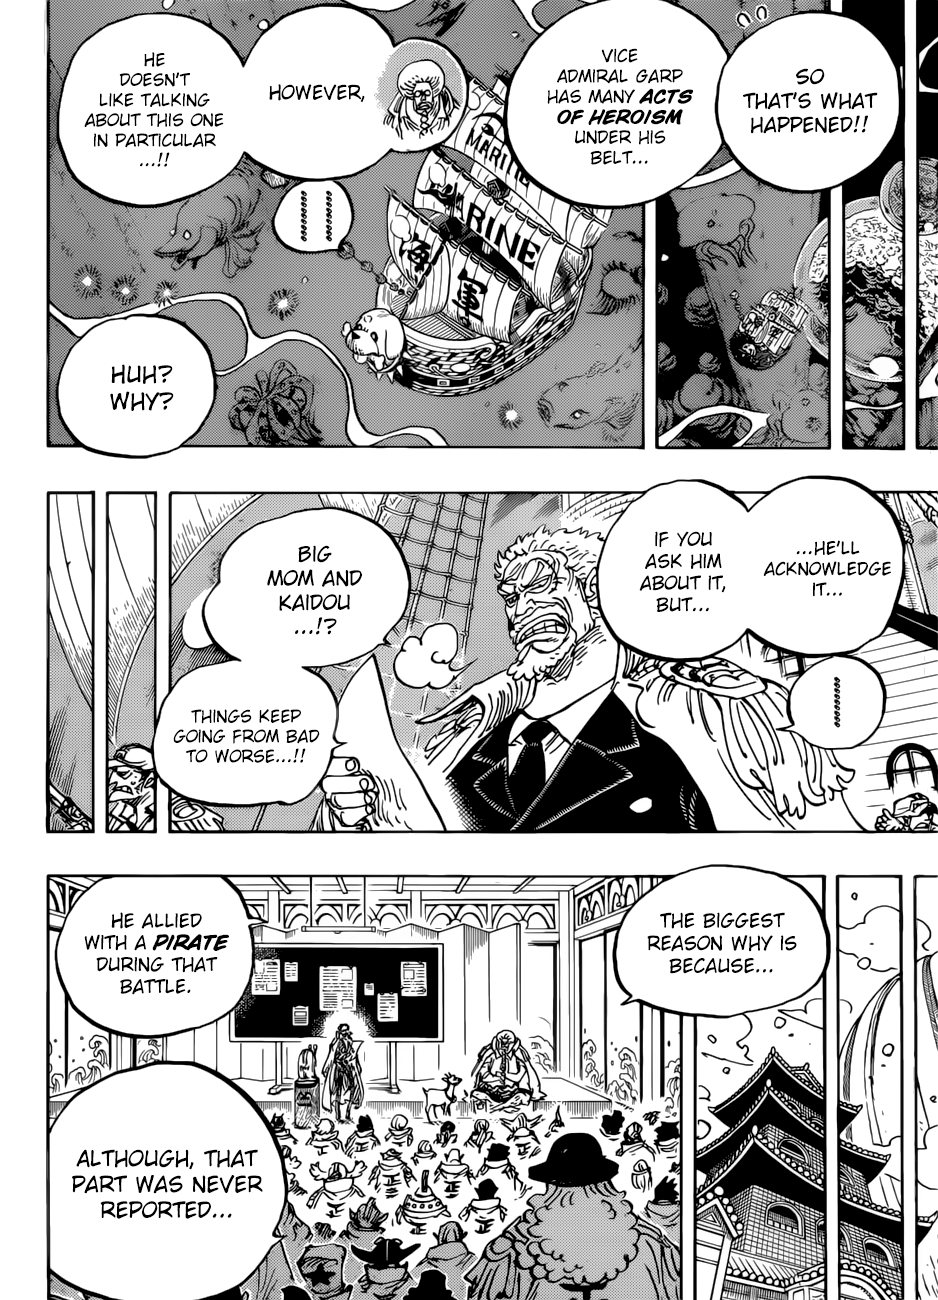 SO
THAT'S WHAT
HAPPENED!!
VICE
ADMIRAL GARP
HAS MANY ACTS
OF HEROISM
UNDER HIS
BELT...
HOWEVER,
HE
DOESN'T
LIKE TALKING
ABOUT THIS ONE
IN PARTICULAR
...!!
MARINE
MARINE
海
軍
HUH?
WHY?
...HE'LL
ACKNOWLEDGE
IT...
IF YOU
ASK HIM
ABOUT IT,
BUT...
BIG
MOM AND
KAIDOU
...!?
THINGS KEEP
GOING FROM BAD
TO WORSE...!!
THE BIGGEST
REASON WHY IS
BECAUSE...
HE ALLIED
WITH A PIRATE
DURING THAT
BATTLE.
ALTHOUGH, THAT
PART WAS NEVER
REPORTED...